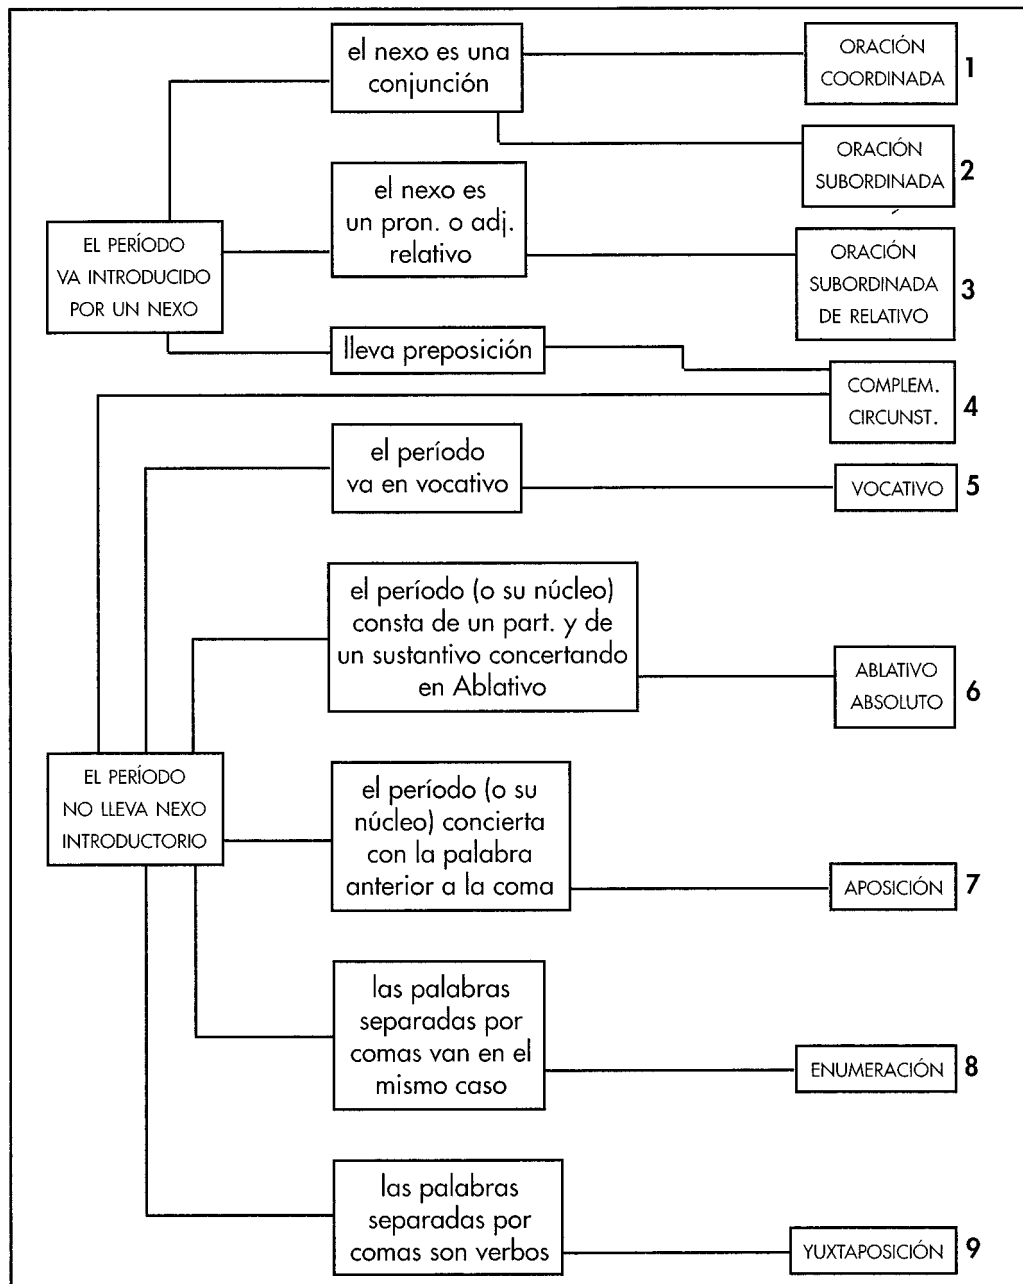 el nexo es una
conjunción
ORACIÓN
COORDINADA
1
ORACIÓN
SUBORDINADA
2
el nexo es
un pron. o adj.
relativo
EL PERÍODO
VA INTRODUCIDO
POR UN NEXO
ORACIÓN
SUBORDINADA
DE RELATIVO
3
lleva preposición
COMPLEM.
CIRCUNST.
4
el período
va en vocativo
VOCATIVO
5
el período (o su núcleo)
consta de un part. y de
un sustantivo concertando
en Ablativo
ABLATIVO
ABSOLUTO
6
EL PERÍODO
NO LLEVA NEXO
INTRODUCTORIO
el período (o su
núcleo) concierta
con la palabra
anterior a la coma
APOSICIÓN
7
las palabras
separadas por
comas van en el
mismo caso
ENUMERACIÓN
8
las palabras
separadas por
comas son verbos
YUXTAPOSICIÓN
9